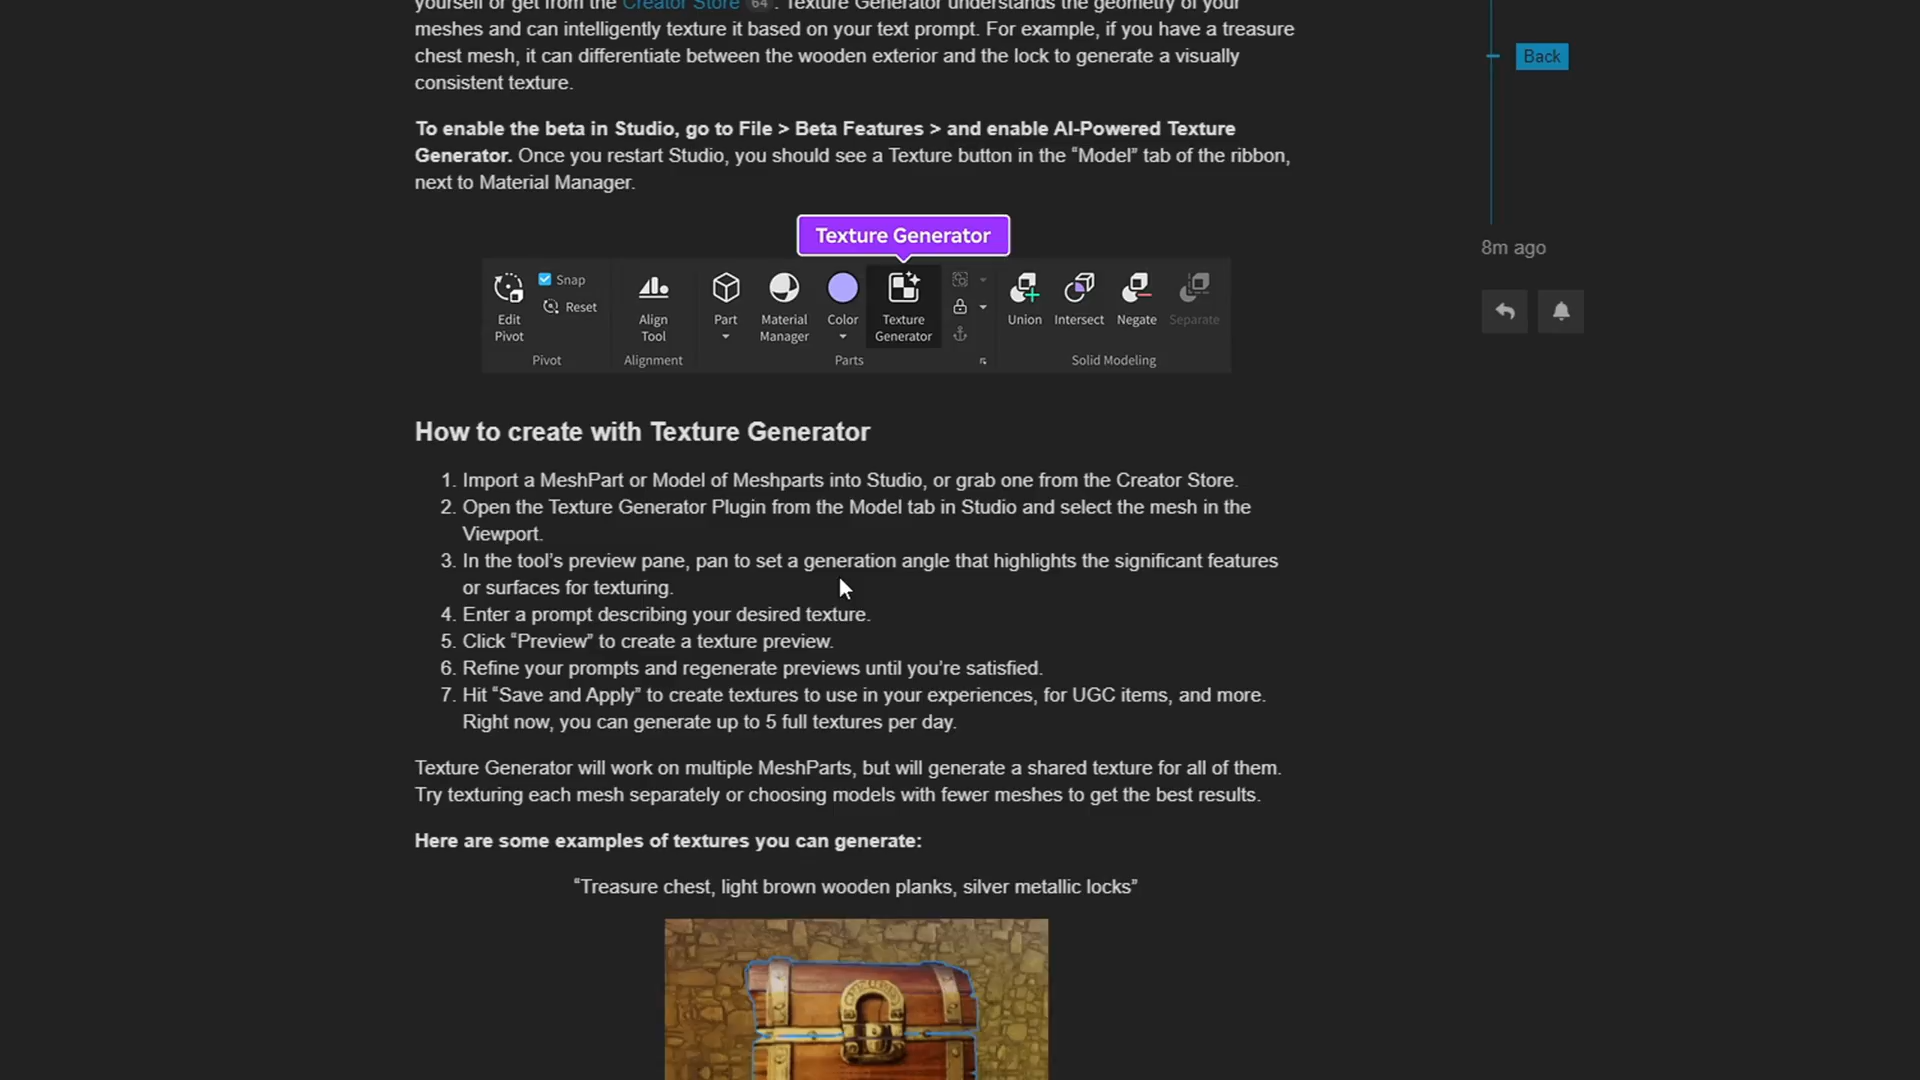 yourself or get from the Creator Store 64 . Texture Generator understands the geometry of your
meshes and can intelligently texture it based on your text prompt. For example, if you have a treasure
chest mesh, it can differentiate between the wooden exterior and the lock to generate a visually
consistent texture.
Back
To enable the beta in Studio, go to File > Beta Features > and enable AI-Powered Texture
Generator. Once you restart Studio, you should see a Texture button in the “Model” tab of the ribbon,
next to Material Manager.
8m ago
Texture Generator
Edit
Pivot
Snap
Reset
Pivot
Align
Tool
Alignment
Part
Material
Manager
Color
Texture
Generator
Parts
Union
Intersect
Negate
Separate
Solid Modeling
How to create with Texture Generator
1. Import a MeshPart or Model of Meshparts into Studio, or grab one from the Creator Store.
2. Open the Texture Generator Plugin from the Model tab in Studio and select the mesh in the
Viewport.
3. In the tool’s preview pane, pan to set a generation angle that highlights the significant features
or surfaces for texturing.
4. Enter a prompt describing your desired texture.
5. Click “Preview” to create a texture preview.
6. Refine your prompts and regenerate previews until you’re satisfied.
7. Hit “Save and Apply” to create textures to use in your experiences, for UGC items, and more.
Right now, you can generate up to 5 full textures per day.
Texture Generator will work on multiple MeshParts, but will generate a shared texture for all of them.
Try texturing each mesh separately or choosing models with fewer meshes to get the best results.
Here are some examples of textures you can generate:
“Treasure chest, light brown wooden planks, silver metallic locks”